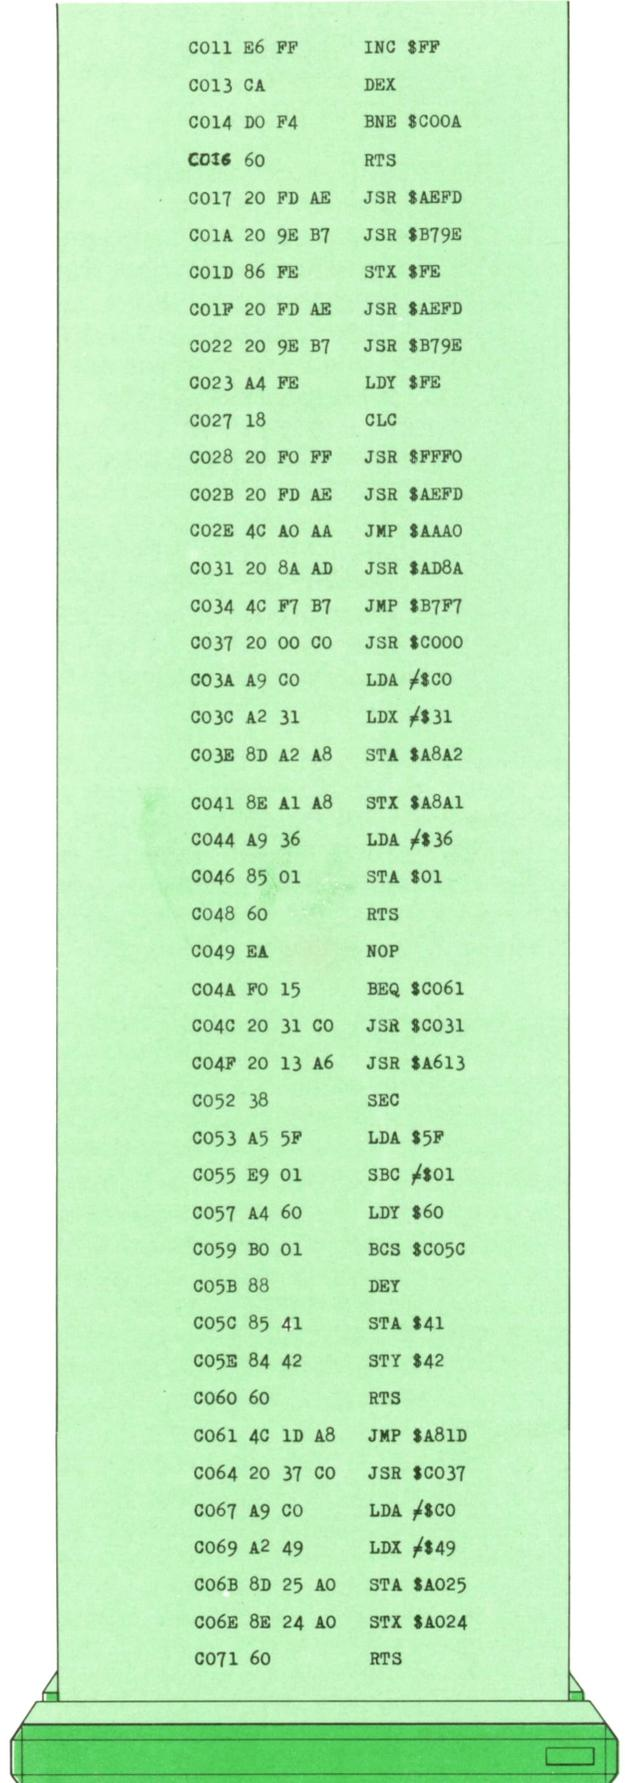 C011 E6 FF INC $FF
C013 CA DEX
C014 D0 F4 BNE $C00A
C016 60 RTS
C017 20 FD AE JSR $AEFD
C01A 20 9E B7 JSR $B79E
C01D 86 FE STX $FE
C01F 20 FD AE JSR $AEFD
C022 20 9E B7 JSR $B79E
C023 A4 FE LDY $FE
C027 18 CLC
C028 20 F0 FF JSR $FFF0
C02B 20 FD AE JSR $AEFD
C02E 4C A0 AA JMP $AAA0
C031 20 8A AD JSR $AD8A
C034 4C F7 B7 JMP $B7F7
C037 20 00 C0 JSR $C000
C03A A9 C0 LDA ≠$C0
C03C A2 31 LDX ≠$31
C03E 8D A2 A8 STA $A8A2
C041 8E A1 A8 STX $A8A1
C044 A9 36 LDA ≠$36
C046 85 01 STA $01
C048 60 RTS
C049 EA NOP
C04A F0 15 BEQ $C061
C04C 20 31 C0 JSR $C031
C04F 20 13 A6 JSR $A613
C052 38 SEC
C053 A5 5F LDA $5F
C055 E9 01 SBC ≠$01
C057 A4 60 LDY $60
C059 B0 01 BCS $C05C
C05B 88 DEY
C05C 85 41 STA $41
C05E 84 42 STY $42
C060 60 RTS
C061 4C 1D A8 JMP $A81D
C064 20 37 C0 JSR $C037
C067 A9 C0 LDA ≠$C0
C069 A2 49 LDX ≠$49
C06B 8D 25 A0 STA $A025
C06E 8E 24 A0 STX $A024
C071 60 RTS